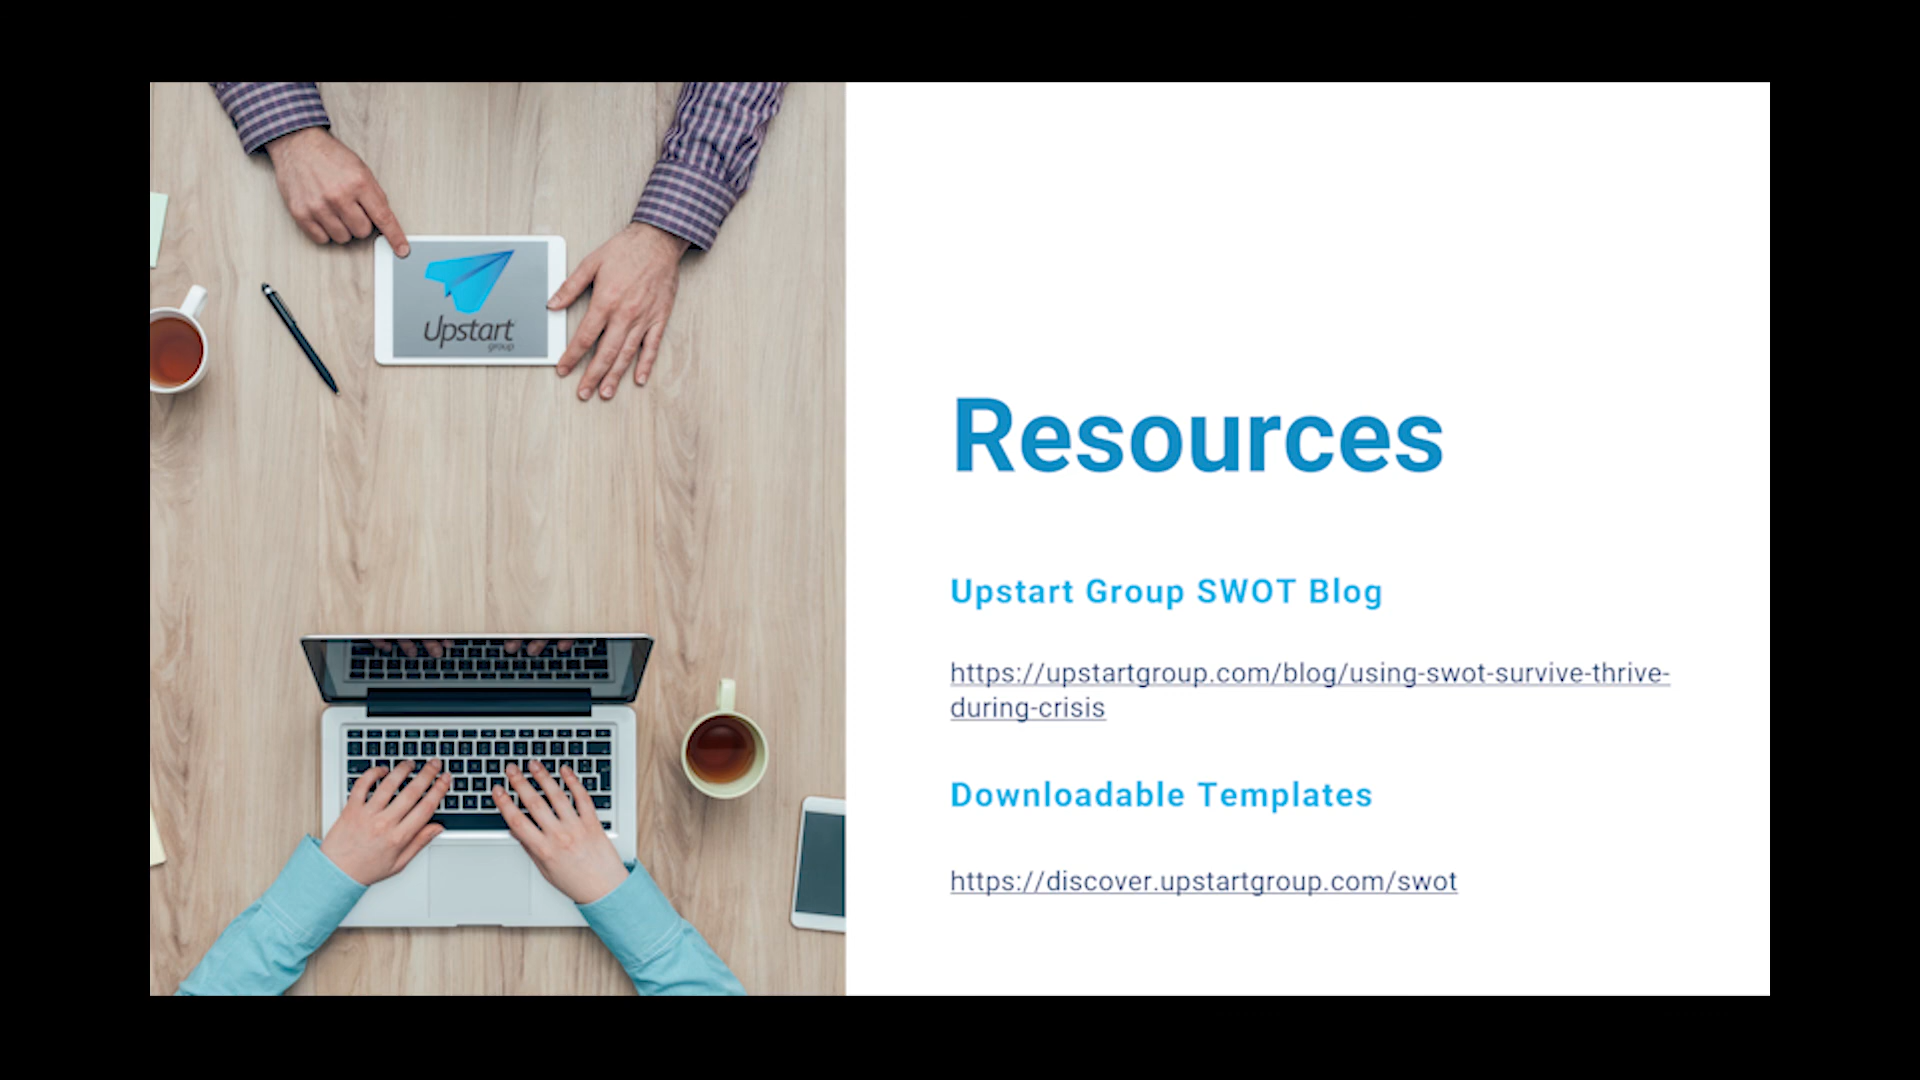 Upstart
group
Resources
Upstart Group SWOT Blog
https://upstartgroup.com/blog/using-swot-survive-thrive-
during-crisis
Downloadable Templates
https://discover.upstartgroup.com/swot